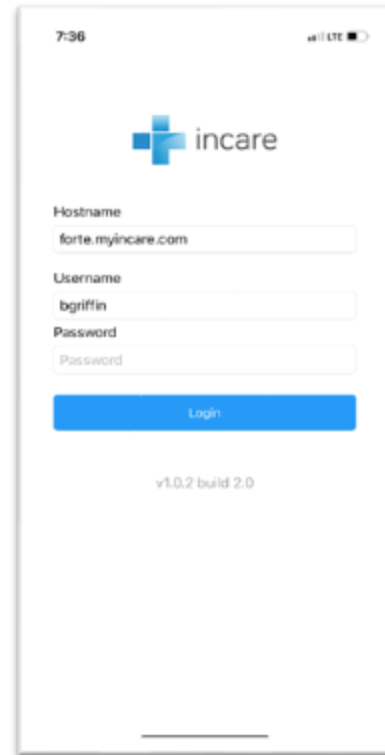 7:36 LTE
incare
Hostname
forte.myincare.com
Username
bgriffin
Password
Password
Login
v1.0.2 build 2.0